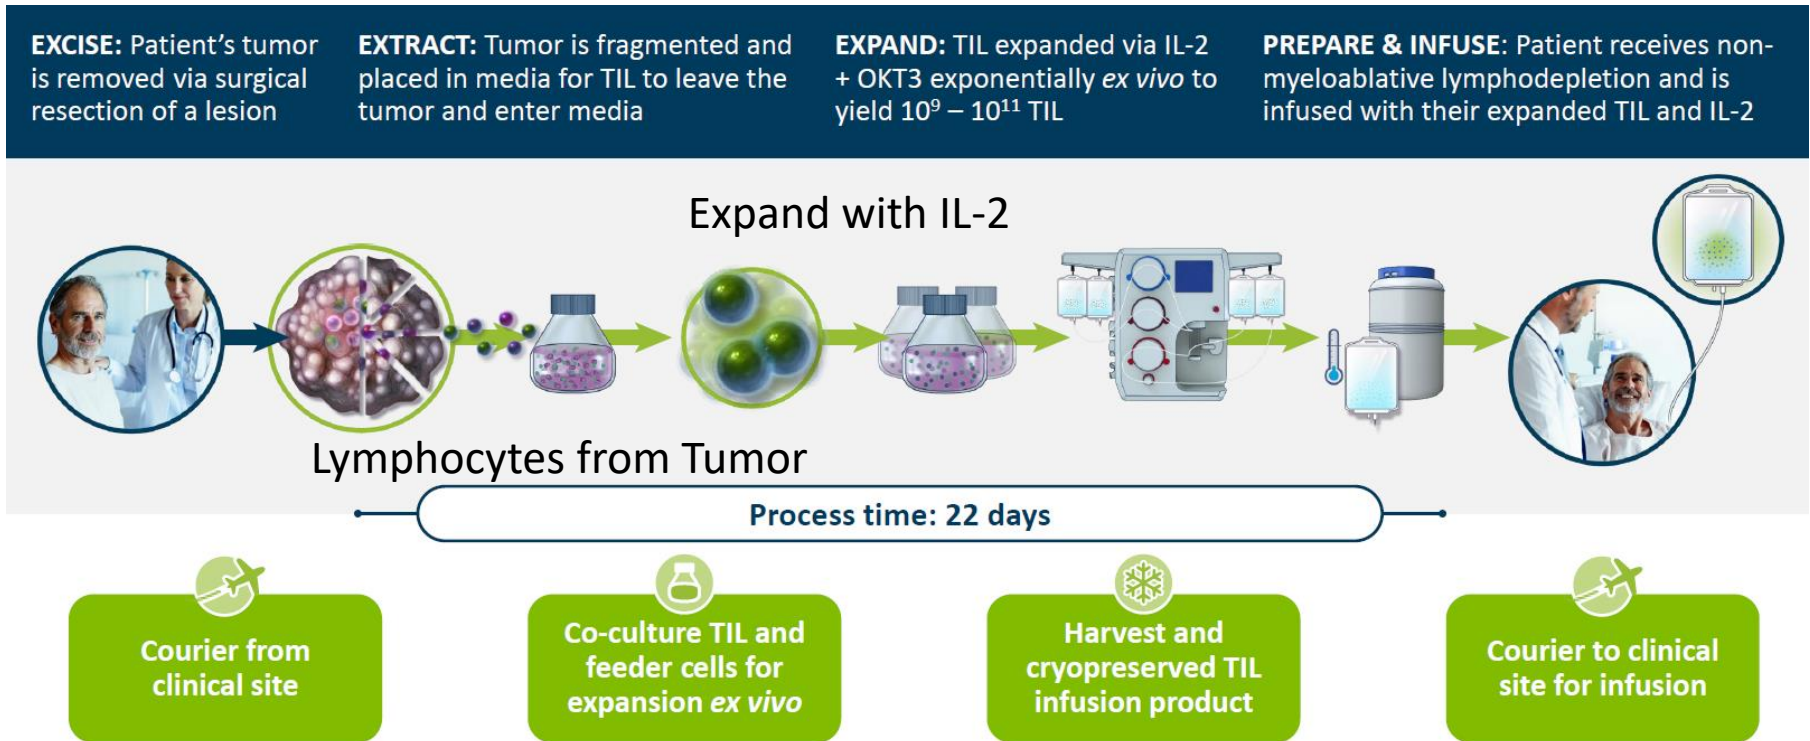 EXCISE: Patient's tumor
is removed via surgical
resection of a lesion
EXTRACT: Tumor is fragmented and
placed in media for TIL to leave the
tumor and enter media
EXPAND: TIL expanded via IL-2
+ OKT3 exponentially ex vivo to
yield 10⁹ – 10¹¹ TIL
PREPARE & INFUSE: Patient receives non-
myeloablative lymphodepletion and is
infused with their expanded TIL and IL-2
Expand with IL-2
Lymphocytes from Tumor
Process time: 22 days
Courier from
clinical site
Co-culture TIL and
feeder cells for
expansion ex vivo
Harvest and
cryopreserved TIL
infusion product
Courier to clinical
site for infusion